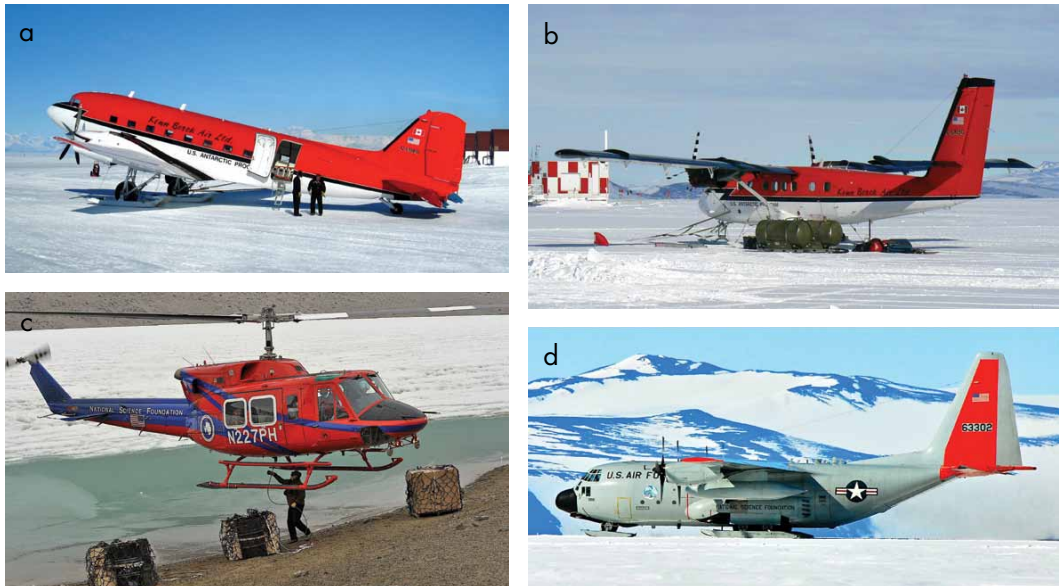 a
Kenn Borek Air Ltd.
U.S. ANTARCTIC PROG
b
Kenn Borek Air Ltd
c
NATIONAL SCIENCE FOUNDATION
N227PH
d
63302
U.S. AIR FO
NATIONAL SCIENCE FOUNDATION